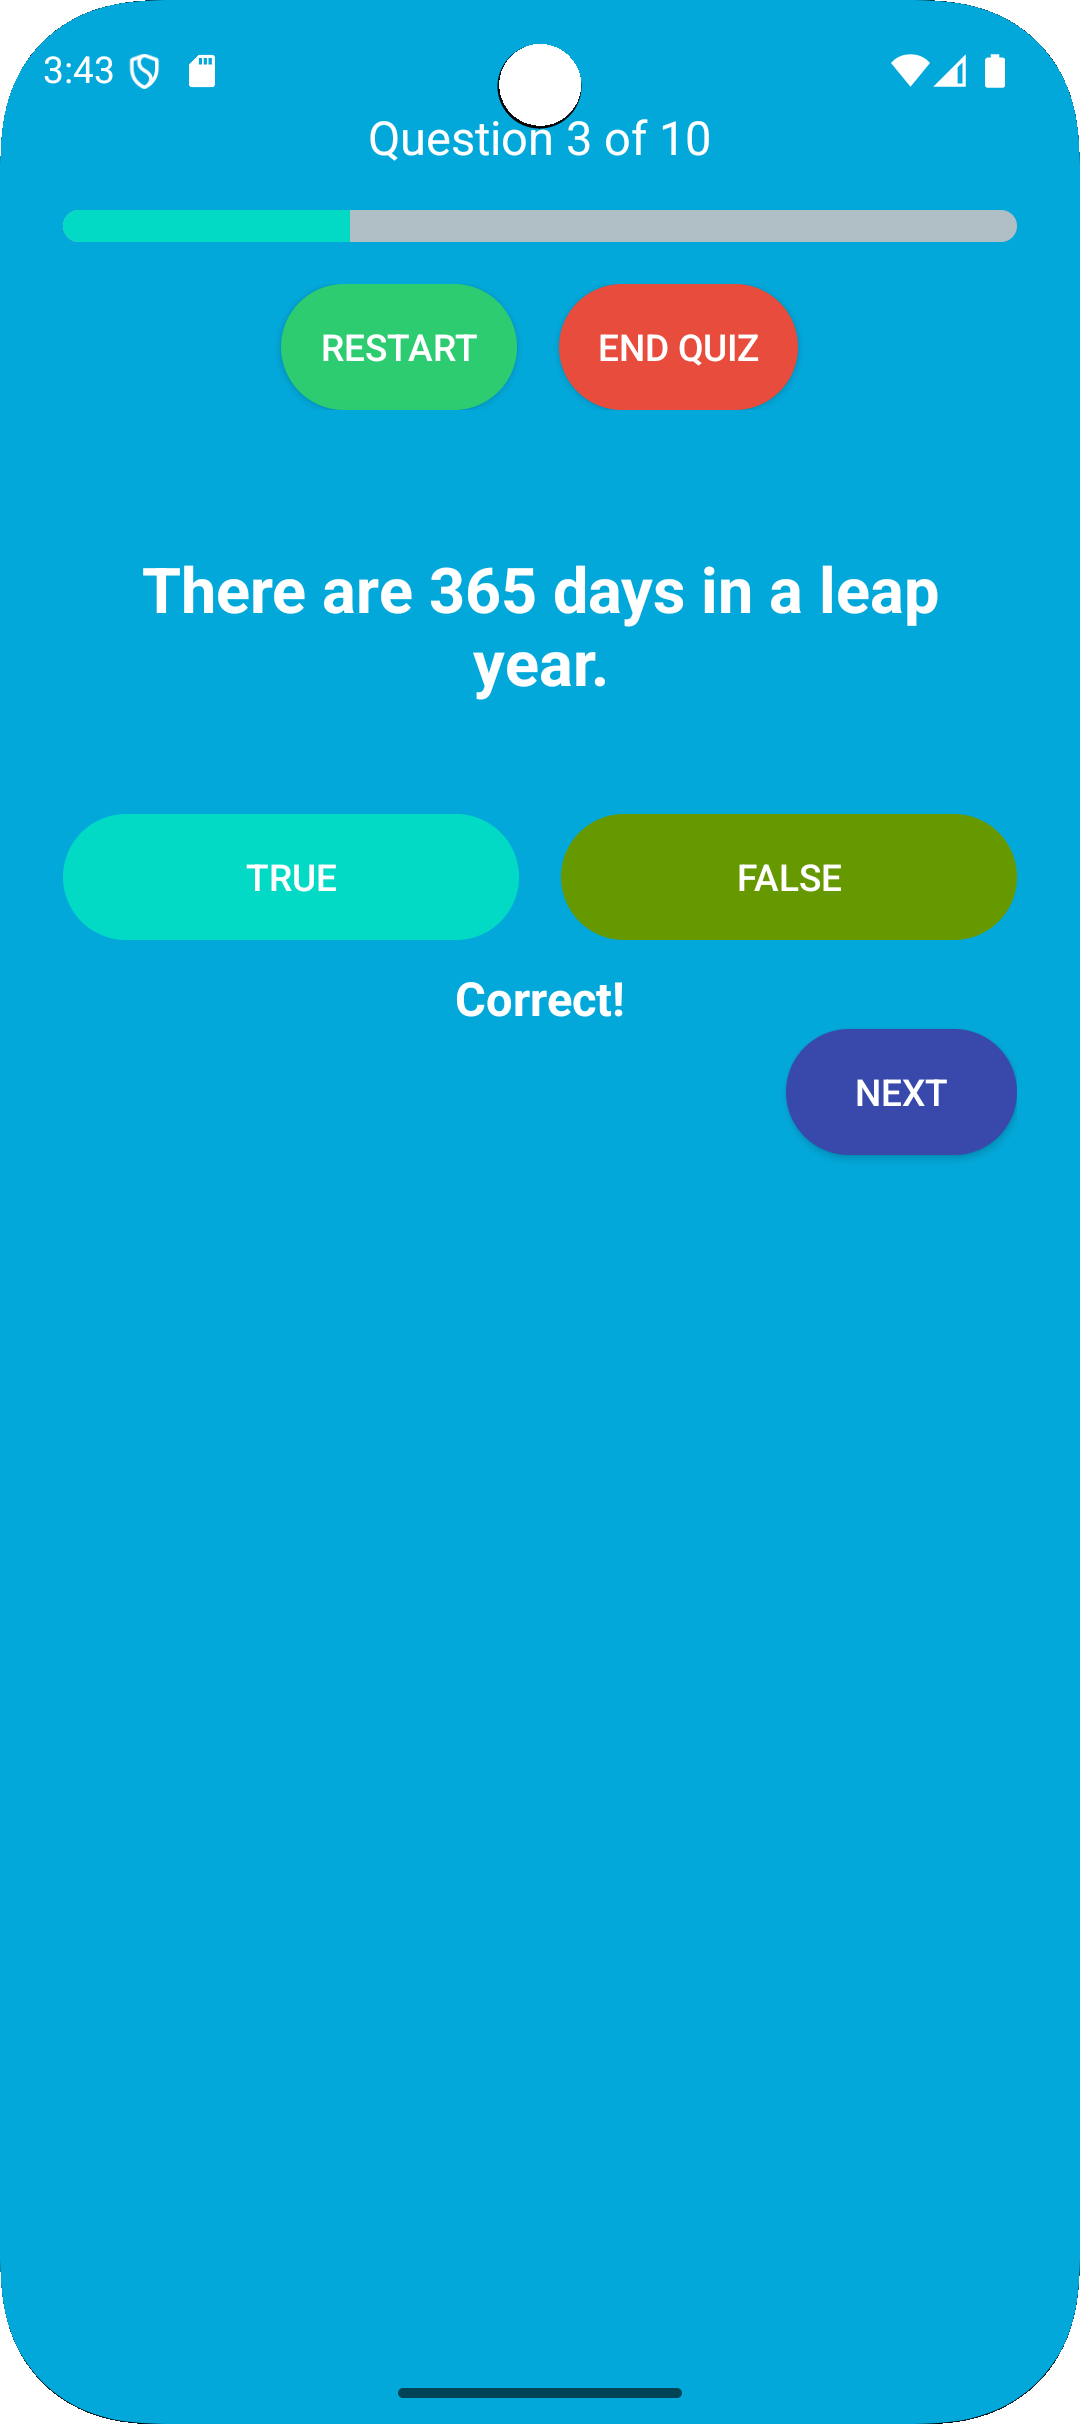 3:43
Question 3 of 10
RESTART
END QUIZ
There are 365 days in a leap
year.
TRUE
FALSE
Correct!
NEXT